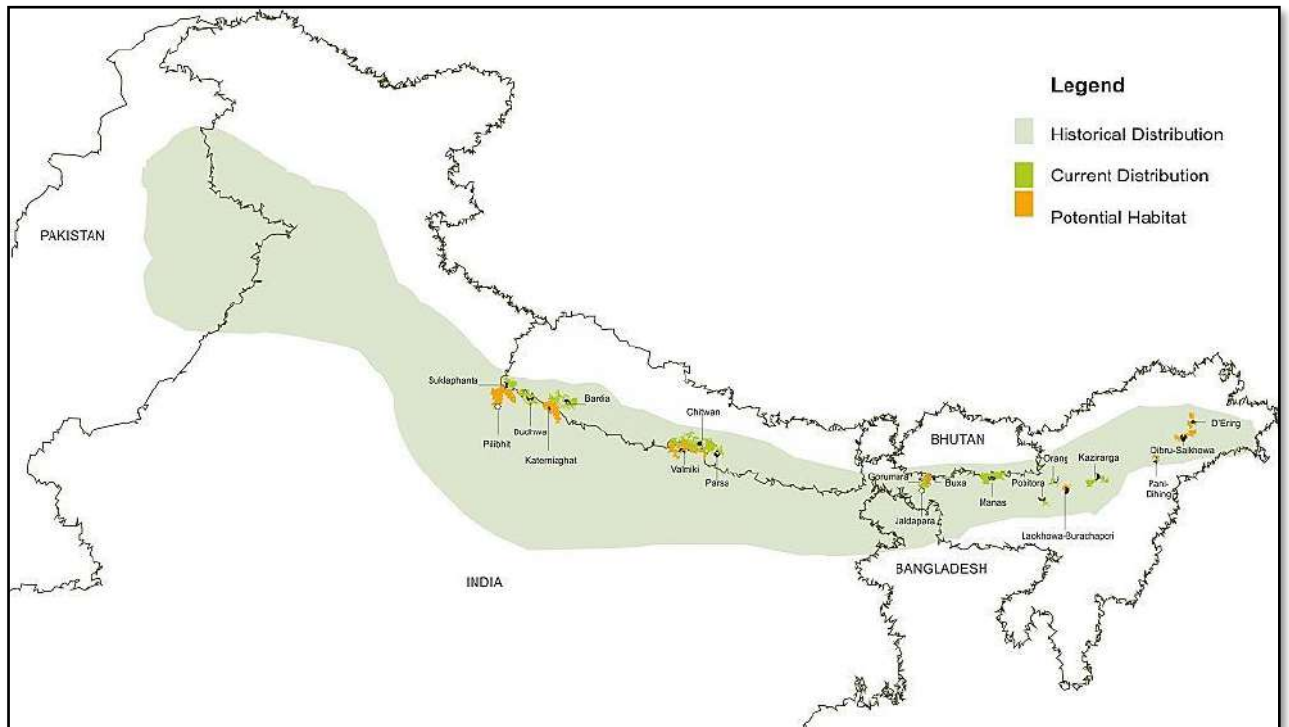 Legend
Historical Distribution
Current Distribution
Potential Habitat
PAKISTAN
Suklaphanta
Bardia
Pilibhit
Dudhwa
Katerniaghat
Chitwan
Valmiki
Parsa
BHUTAN
Gorumara
Buxa
Jaldapara
Manas
Orang
Kaziranga
Pobitora
Laokhowa-Burachapori
D'Ering
Dibru-Saikhowa
Pani-
Dihing
INDIA
BANGLADESH